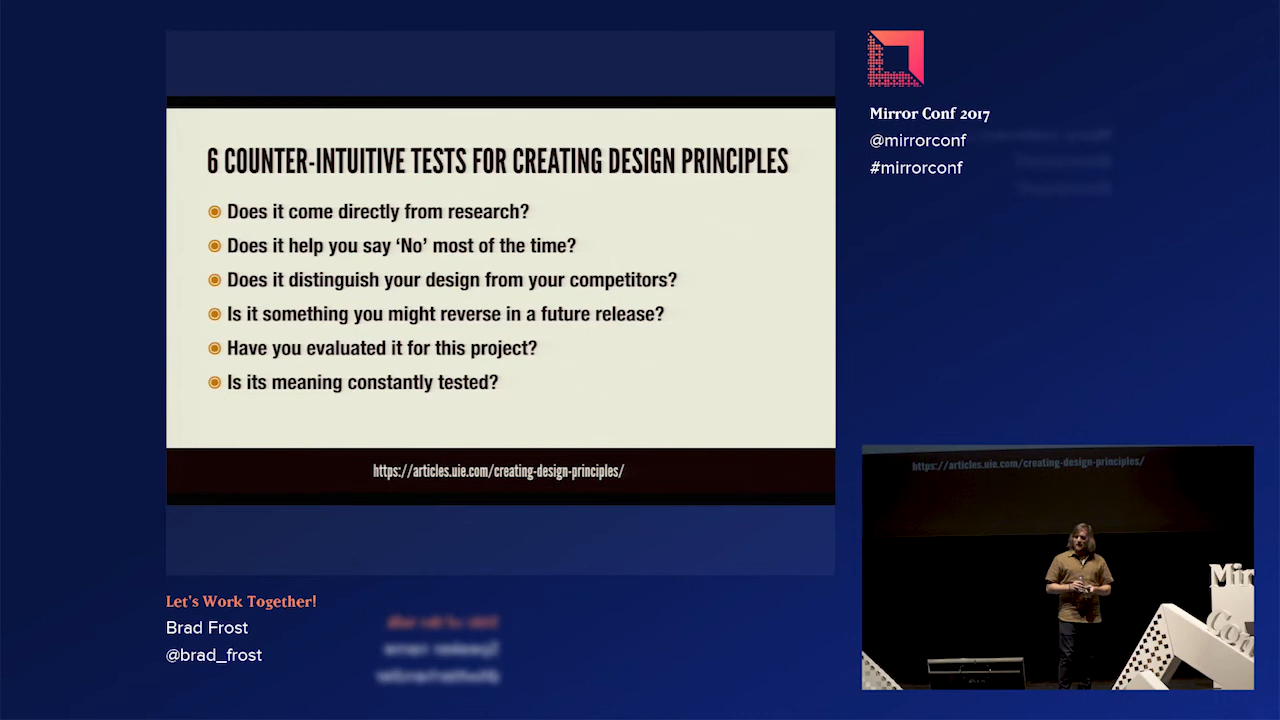 6 COUNTER-INTUITIVE TESTS FOR CREATING DESIGN PRINCIPLES
Does it come directly from research?
Does it help you say ‘No’ most of the time?
Does it distinguish your design from your competitors?
Is it something you might reverse in a future release?
Have you evaluated it for this project?
Is its meaning constantly tested?
https://articles.uie.com/creating-design-principles/
Mirror Conf 2017
@mirrorconf
#mirrorconf
https://articles.uie.com/creating-design-principles/
Let's Work Together!
Brad Frost
@brad_frost